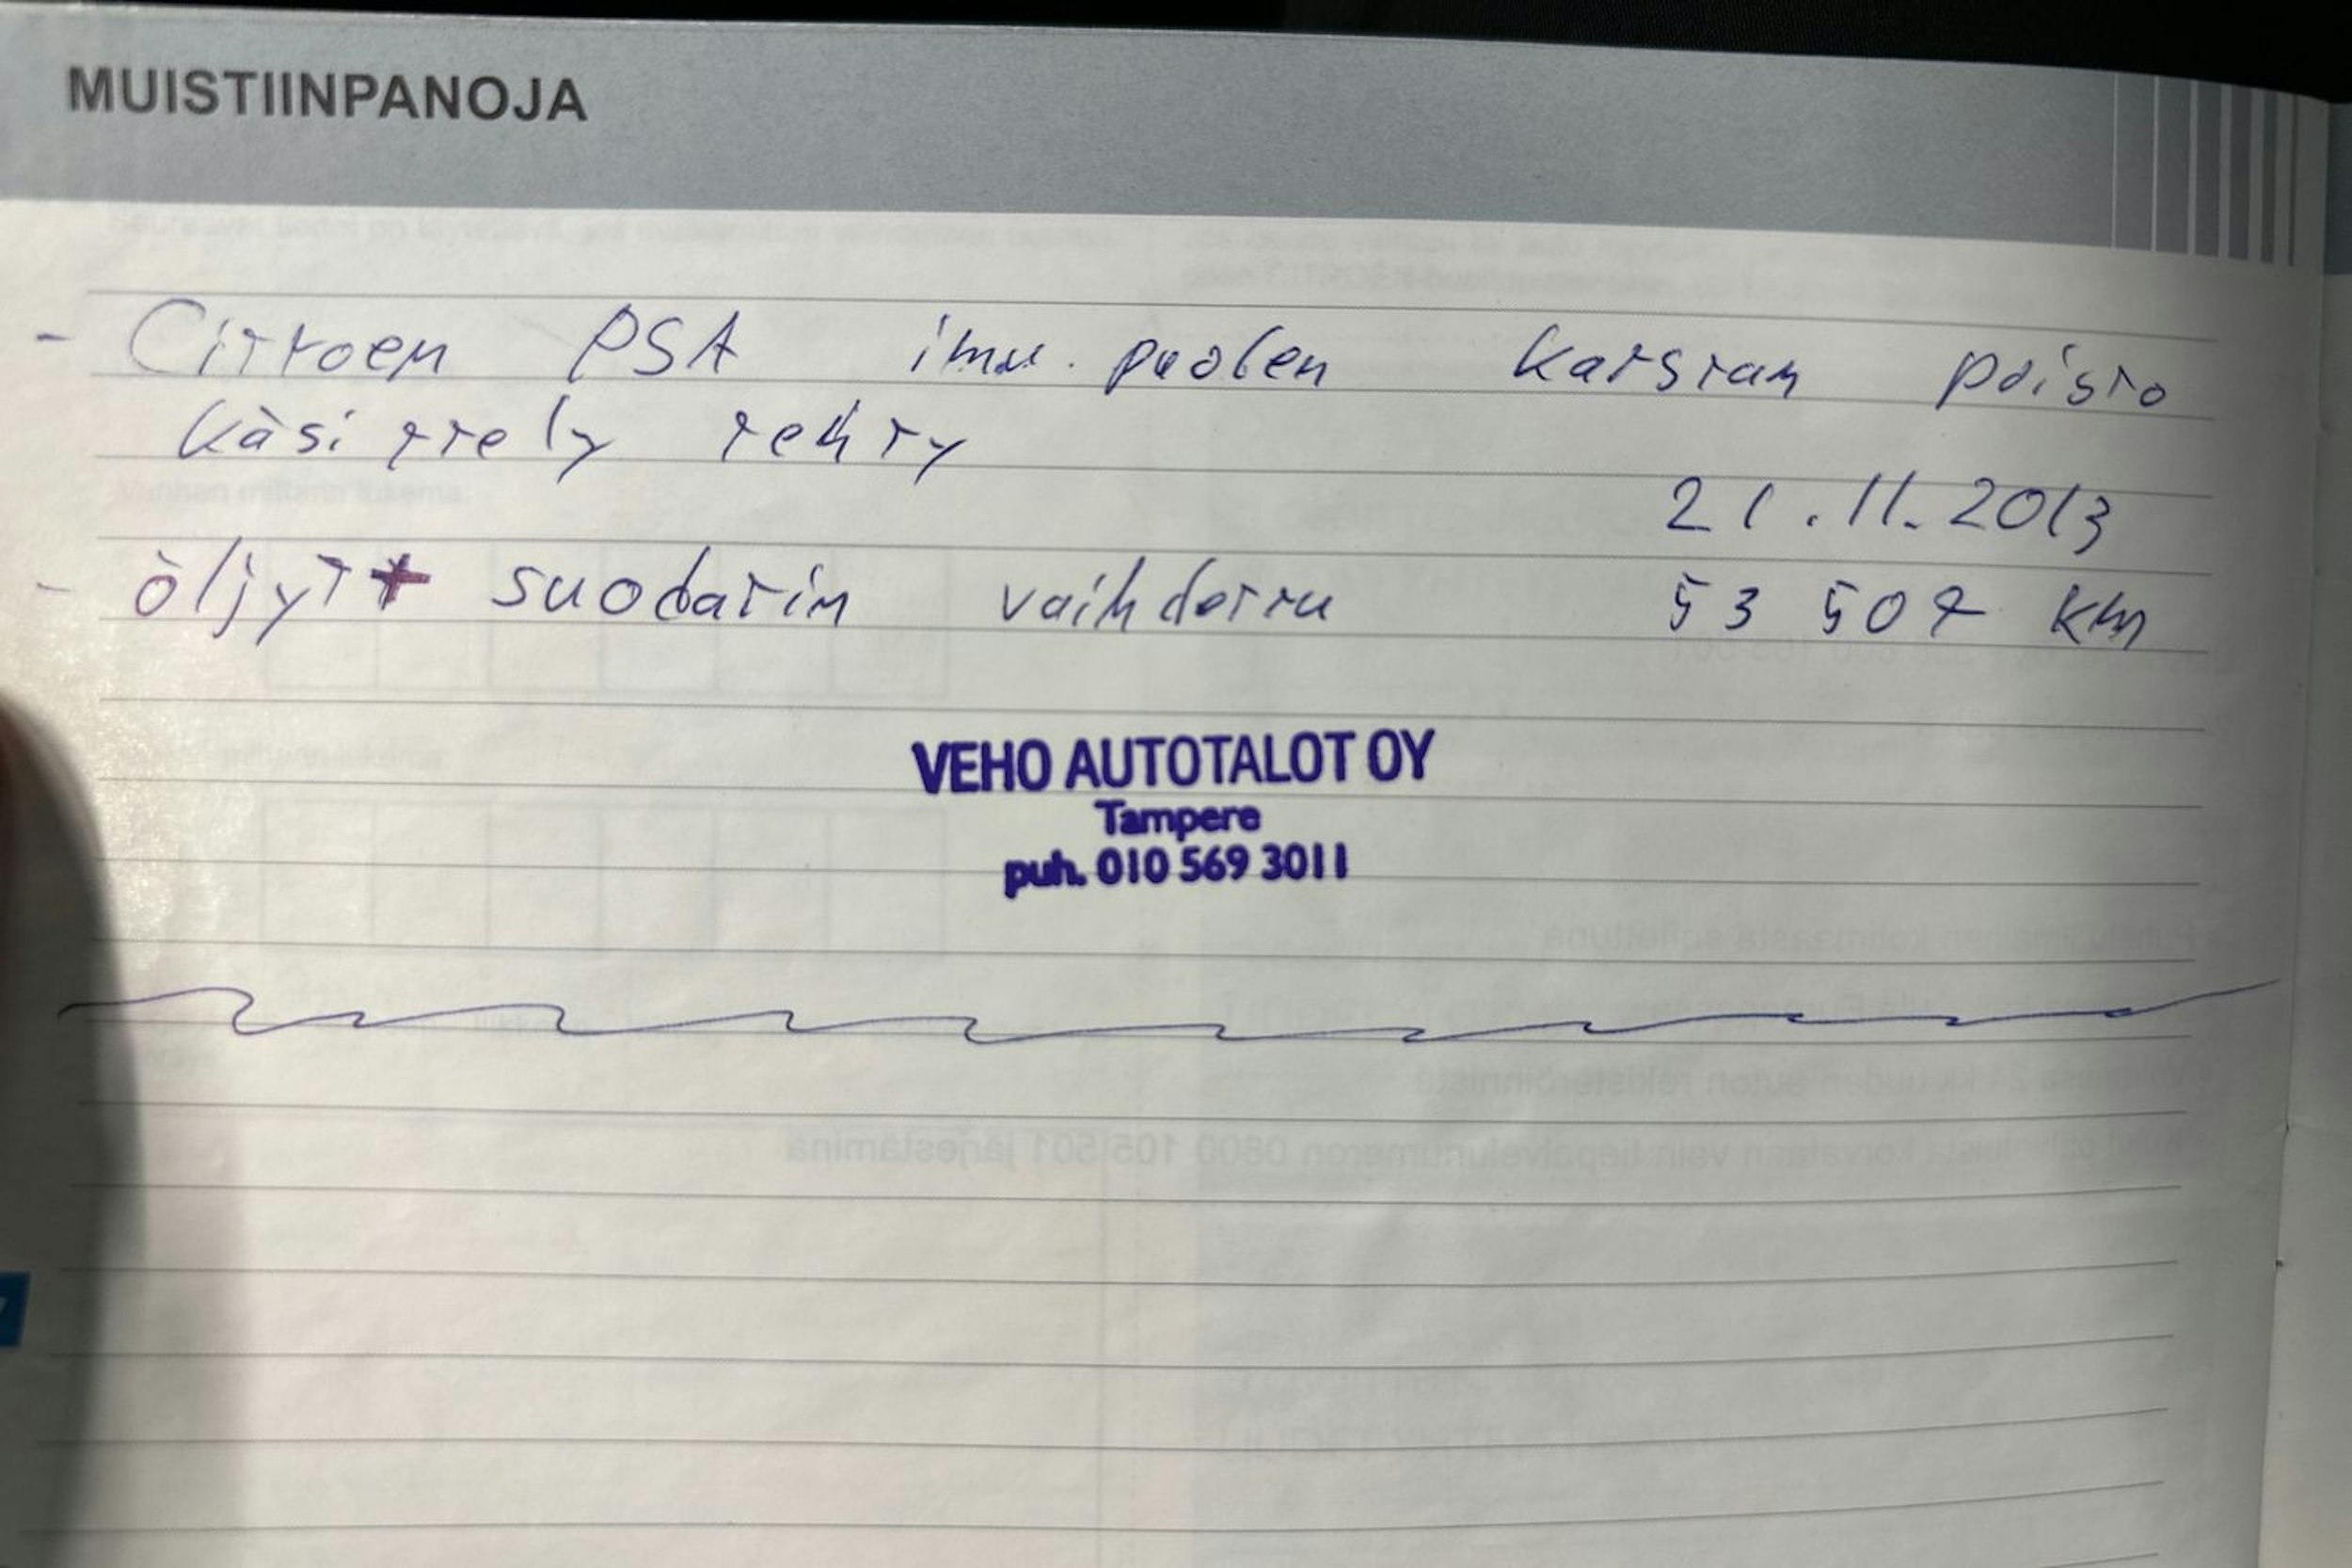 MUISTIINPANOJA
- Citroen PSA imu. puolen karstan poisto
käsittely tehty
21.11.2013
- öljyt + suodatin vaihdettu 53 507 km
VEHO AUTOTALOT OY
Tampere
puh. 010 569 3011